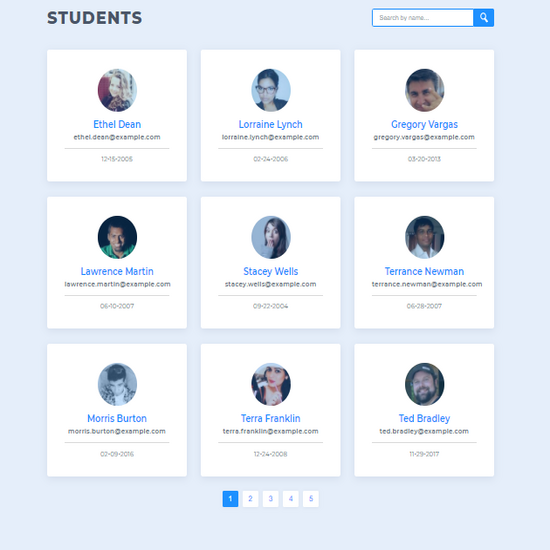 STUDENTS
Search by name...
Ethel Dean
ethel.dean@example.com
12-15-2005
Lorraine Lynch
lorraine.lynch@example.com
02-24-2006
Gregory Vargas
gregory.vargas@example.com
03-20-2013
Lawrence Martin
lawrence.martin@example.com
06-10-2007
Stacey Wells
stacey.wells@example.com
09-22-2004
Terrance Newman
terrance.newman@example.com
06-28-2007
Morris Burton
morris.burton@example.com
02-09-2016
Terra Franklin
terra.franklin@example.com
12-24-2008
Ted Bradley
ted.bradley@example.com
11-29-2017
1 2 3 4 5